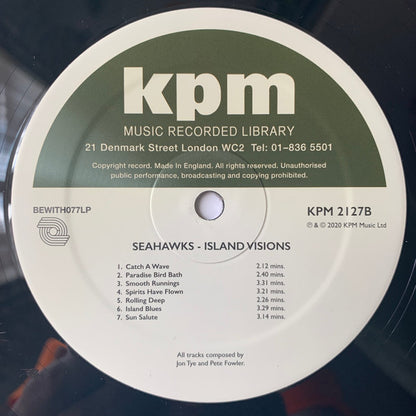 kpm
MUSIC RECORDED LIBRARY
21 Denmark Street London WC2 Tel: 01-836 5501
Copyright record. Made in England. All rights reserved. Unauthorised
public performance, broadcasting and copying prohibited.
BEWITH077LP
KPM 2127B
℗ & © 2020 KPM Music Ltd
SEAHAWKS - ISLAND VISIONS
1. Catch A Wave 2.12 mins.
2. Paradise Bird Bath 2.40 mins.
3. Smooth Runnings 3.31 mins.
4. Spirits Have Flown 3.21 mins.
5. Rolling Deep 2.26 mins.
6. Island Blues 3.29 mins.
7. Sun Salute 3.14 mins.
All tracks composed by
Jon Tye and Pete Fowler.